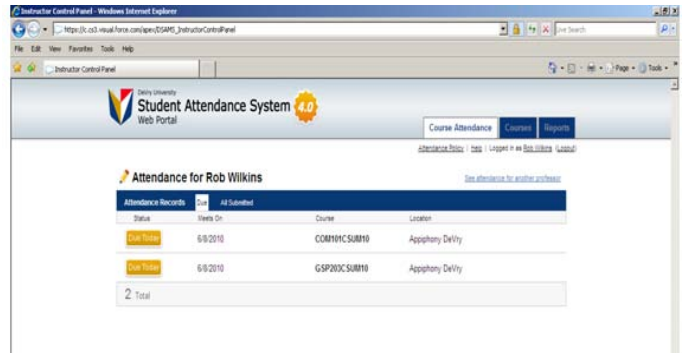 Instructor Control Panel - Windows Internet Explorer
https://c.cs3.visual.force.com/apex/DSAMS_InstructorControlPanel
Live Search
File Edit View Favorites Tools Help
Instructor Control Panel
Page Tools
DeVry University
Student Attendance System 4.0
Web Portal
Course Attendance Courses Reports
Attendance Policy | Help | Logged in as Rob Wilkins (Logout)
Attendance for Rob Wilkins
See attendance for another professor
Attendance Records Due All Submitted
Status Meets On Course Location
Due Today 6/8/2010 COM101CSUM10 Appiphony DeVry
Due Today 6/8/2010 GSP203CSUM10 Appiphony DeVry
2 Total